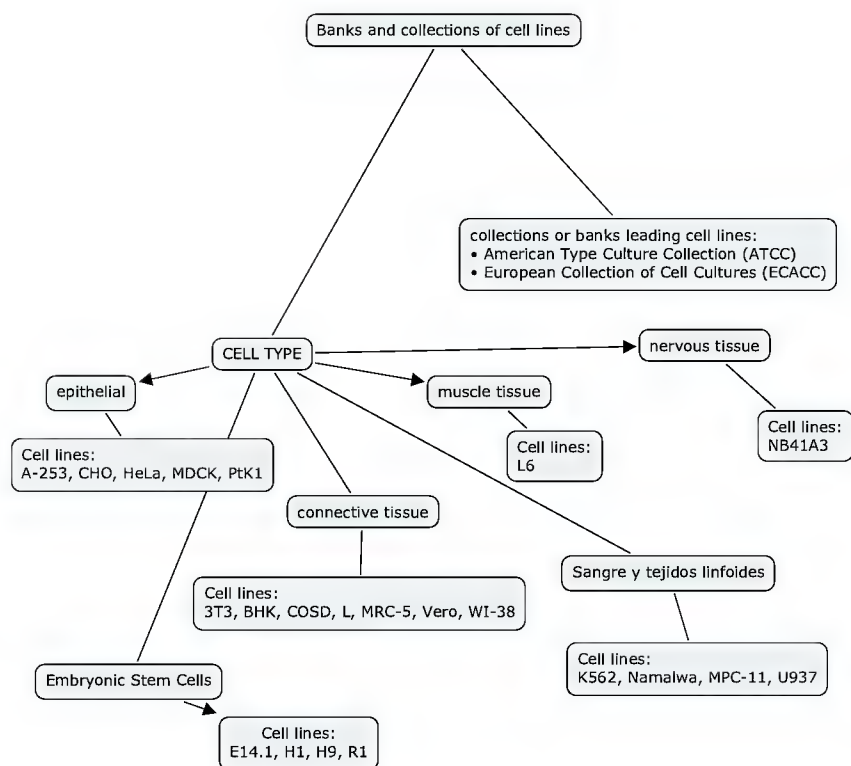 Banks and collections of cell lines
collections or banks leading cell lines:
• American Type Culture Collection (ATCC)
• European Collection of Cell Cultures (ECACC)
CELL TYPE
nervous tissue
epithelial
muscle tissue
Cell lines:
NB41A3
Cell lines:
L6
Cell lines:
A-253, CHO, HeLa, MDCK, PtK1
connective tissue
Sangre y tejidos linfoides
Cell lines:
3T3, BHK, COSD, L, MRC-5, Vero, WI-38
Cell lines:
K562, Namalwa, MPC-11, U937
Embryonic Stem Cells
Cell lines:
E14.1, H1, H9, R1